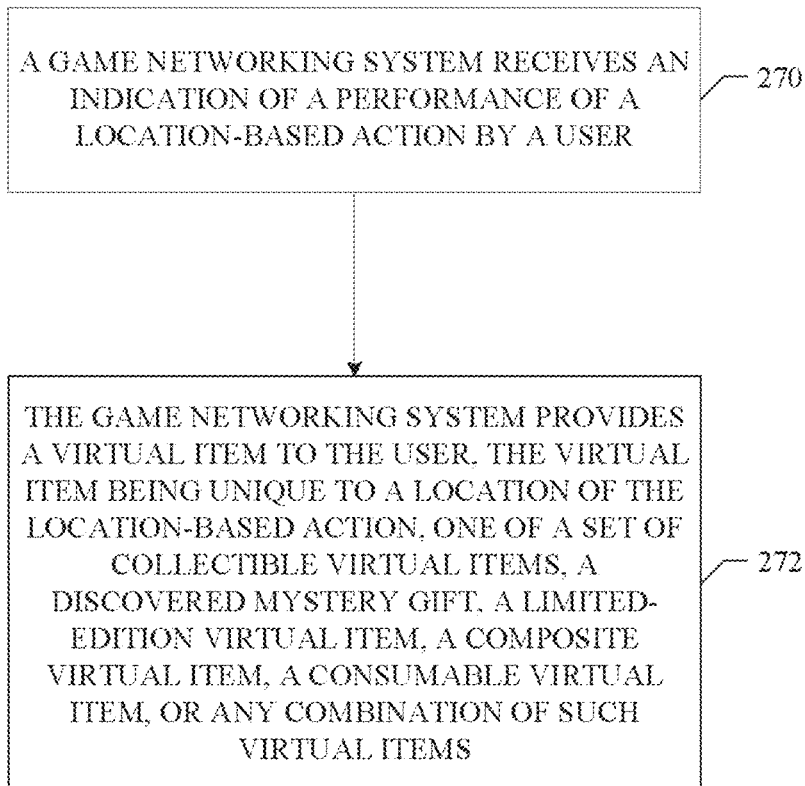 A GAME NETWORKING SYSTEM RECEIVES AN
INDICATION OF A PERFORMANCE OF A
LOCATION-BASED ACTION BY A USER
270
THE GAME NETWORKING SYSTEM PROVIDES
A VIRTUAL ITEM TO THE USER, THE VIRTUAL
ITEM BEING UNIQUE TO A LOCATION OF THE
LOCATION-BASED ACTION, ONE OF A SET OF
COLLECTIBLE VIRTUAL ITEMS, A
DISCOVERED MYSTERY GIFT, A LIMITED-
EDITION VIRTUAL ITEM, A COMPOSITE
VIRTUAL ITEM, A CONSUMABLE VIRTUAL
ITEM, OR ANY COMBINATION OF SUCH
VIRTUAL ITEMS
272